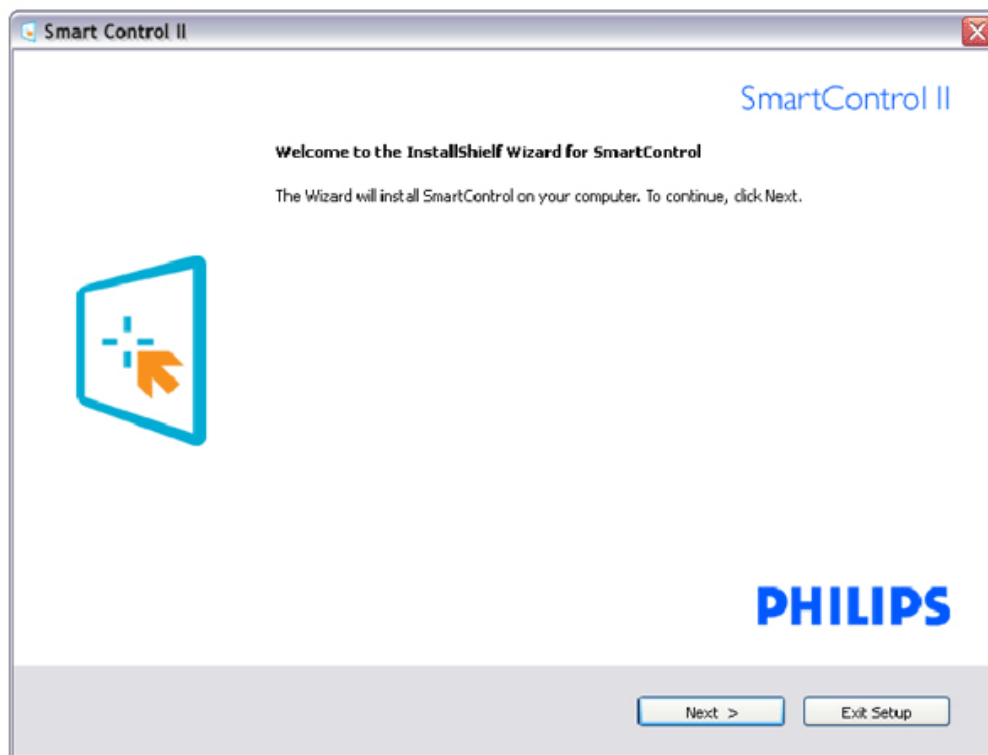 Smart Control II
SmartControl II
Welcome to the InstallShielf Wizard for SmartControl
The Wizard will install SmartControl on your computer. To continue, click Next.
PHILIPS
Next >
Exit Setup